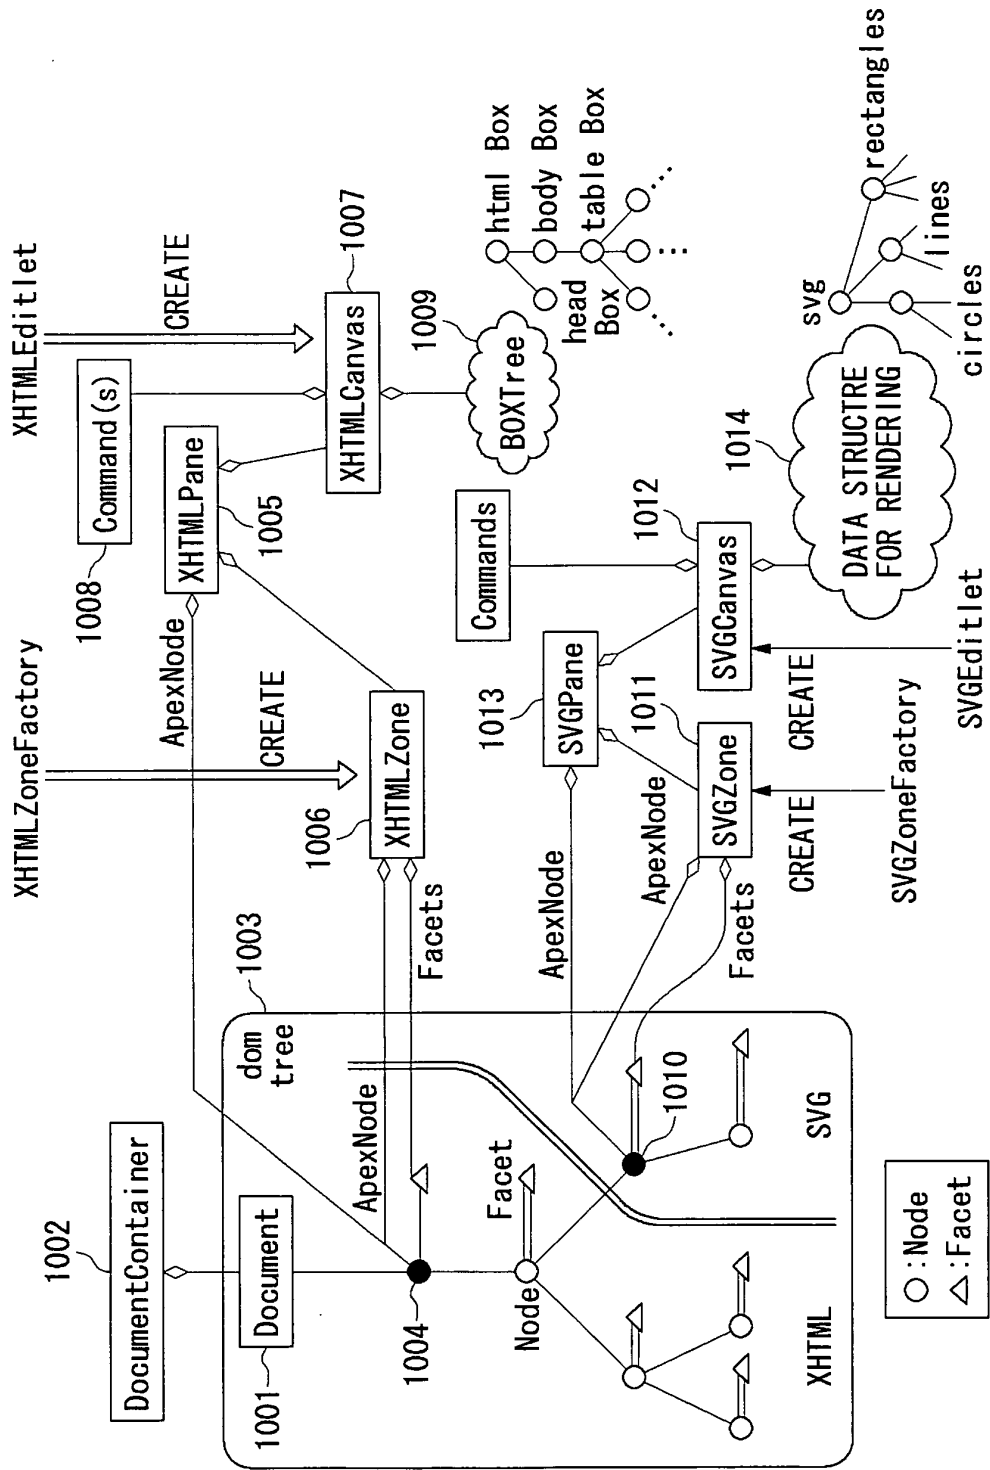 1002
DocumentContainer
XHTMLZoneFactory
XHTMLEditlet
1008
Command(s)
CREATE
ApexNode
XHTMLPane
1005
1007
XHTMLCanvas
1003
dom
tree
CREATE
1006
XHTMLZone
1009
BOXTree
html Box
body Box
head
Box
table Box
1001
Document
1004
ApexNode
Facets
Node
Facet
Commands
1013
SVGPane
1012
SVGCanvas
1014
DATA STRUCTRE
FOR RENDERING
ApexNode
ApexNode
1011
SVGZone
Facets
1010
CREATE
CREATE
SVGZoneFactory
SVGEditlet
svg
rectangles
lines
circles
XHTML
SVG
:Node
:Facet